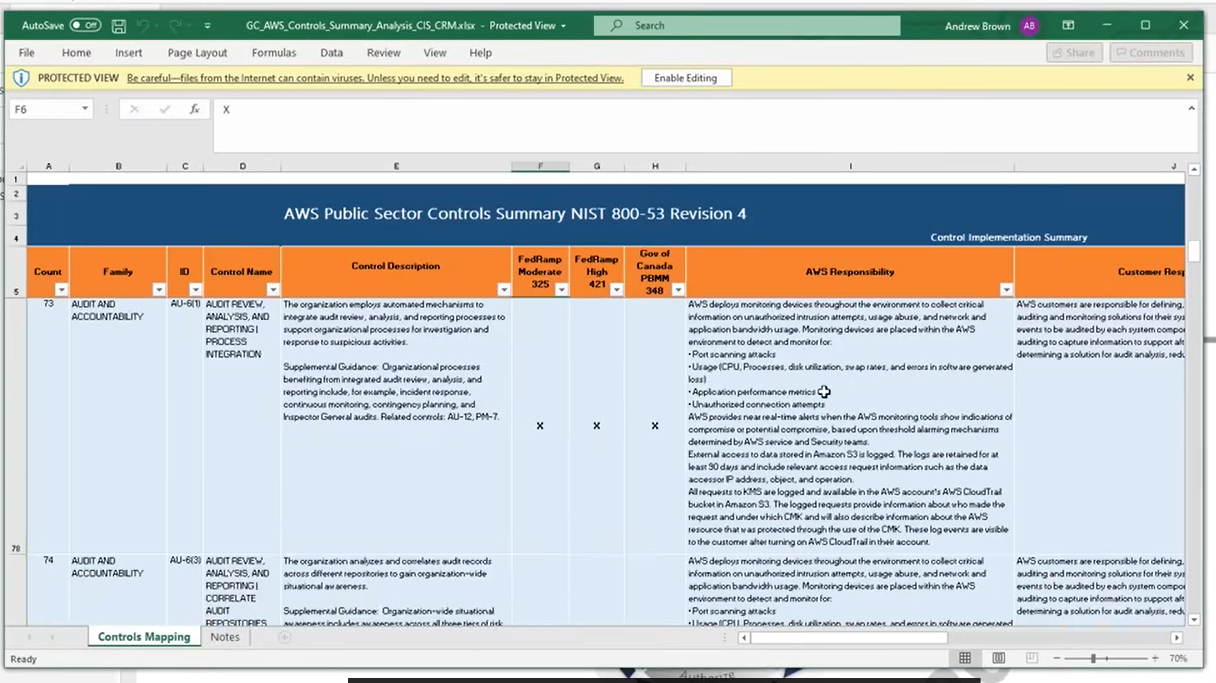 AutoSave Off GC_AWS_Controls_Summary_Analysis_CIS_CRM.xlsx - Protected View Search Andrew Brown AB
File Home Insert Page Layout Formulas Data Review View Help Share Comments
PROTECTED VIEW Be careful—files from the Internet can contain viruses. Unless you need to edit, it's safer to stay in Protected View. Enable Editing
F6 fx X
A B C D E F G H I J
1
2
3 AWS Public Sector Controls Summary NIST 800-53 Revision 4
4 Control Implementation Summary
5
Count
Family
ID
Control Name
Control Description
FedRamp
Moderate
325
FedRamp
High
421
Gov of
Canada
PBMM
348
AWS Responsibility
Customer Resp
73
AUDIT AND
ACCOUNTABILITY
AU-6(1)
AUDIT REVIEW,
ANALYSIS, AND
REPORTING |
PROCESS
INTEGRATION
The organization employs automated mechanisms to
integrate audit review, analysis, and reporting processes to
support organizational processes for investigation and
response to suspicious activities.
Supplemental Guidance: Organizational processes
benefiting from integrated audit review, analysis, and
reporting include, for example, incident response,
continuous monitoring, contingency planning, and
Inspector General audits. Related controls: AU-12, PM-7.
X X X
AWS deploys monitoring devices throughout the environment to collect critical
information on unauthorized intrusion attempts, usage abuse, and network and
application bandwidth usage. Monitoring devices are placed within the AWS
environment to detect and monitor for:
• Port scanning attacks
• Usage (CPU, Processes, disk utilization, swap rates, and errors in software generated
loss)
• Application performance metrics
• Unauthorized connection attempts
AWS provides near real-time alerts when the AWS monitoring tools show indications of
compromise or potential compromise, based upon threshold alarming mechanisms
determined by AWS service and Security teams.
External access to data stored in Amazon S3 is logged. The logs are retained for at
least 90 days and include relevant access request information such as the data
accessor IP address, object, and operation.
All requests to KMS are logged and available in the AWS account's AWS CloudTrail
bucket in Amazon S3. The logged requests provide information about who made the
request and under which CMK and will also describe information about the AWS
resource that was protected through the use of the CMK. These log events are visible
to the customer after turning on AWS CloudTrail in their account.
AWS customers are responsible for defining,
auditing and monitoring solutions for their sys
events to be audited by each system compor
auditing to capture information to support aft
determining a solution for audit analysis, redu
78
74
AUDIT AND
ACCOUNTABILITY
AU-6(3)
AUDIT REVIEW,
ANALYSIS, AND
REPORTING |
CORRELATE
AUDIT
REPOSITORIES
The organization analyzes and correlates audit records
across different repositories to gain organization-wide
situational awareness.
Supplemental Guidance: Organization-wide situational
awareness includes awareness across all three tiers of risk
AWS deploys monitoring devices throughout the environment to collect critical
information on unauthorized intrusion attempts, usage abuse, and network and
application bandwidth usage. Monitoring devices are placed within the AWS
environment to detect and monitor for:
• Port scanning attacks
• Usage (CPU, Processes, disk utilization, swap rates, and errors in software generated
AWS customers are responsible for defining,
auditing and monitoring solutions for their sys
events to be audited by each system compor
auditing to capture information to support aft
determining a solution for audit analysis, redu
Controls Mapping Notes
Ready 70%
Authorize